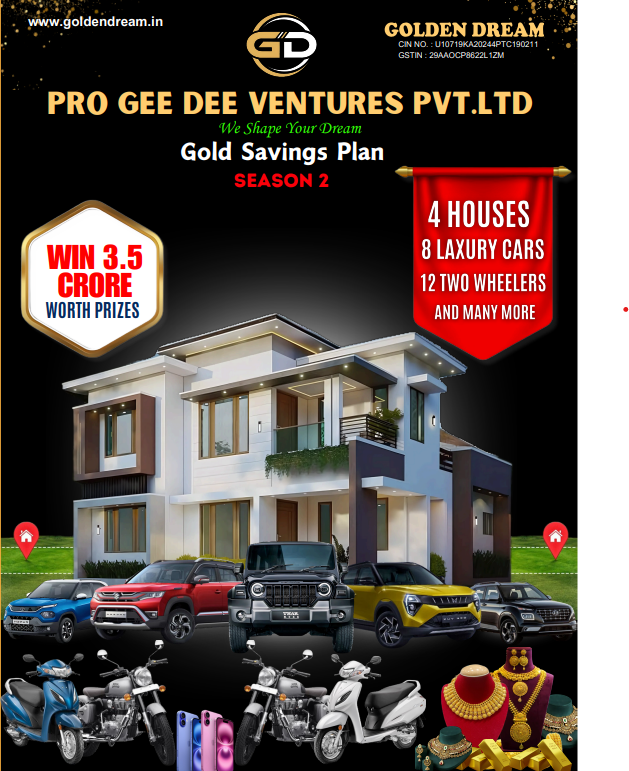 www.goldendream.in
GD
GOLDEN DREAM
CIN NO. : U10719KA20244PTC190211
GSTIN : 29AAOCP8622L1ZM
PRO GEE DEE VENTURES PVT.LTD
We Shape Your Dream
Gold Savings Plan
SEASON 2
WIN 3.5
CRORE
WORTH PRIZES
4 HOUSES
8 LAXURY CARS
12 TWO WHEELERS
AND MANY MORE